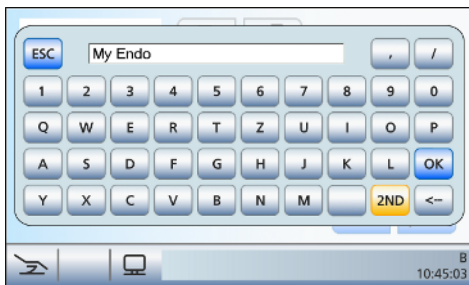 ESC My Endo , /
1 2 3 4 5 6 7 8 9 0
Q W E R T Z U I O P
A S D F G H J K L OK
Y X C V B N M 2ND <--
B
10:45:03